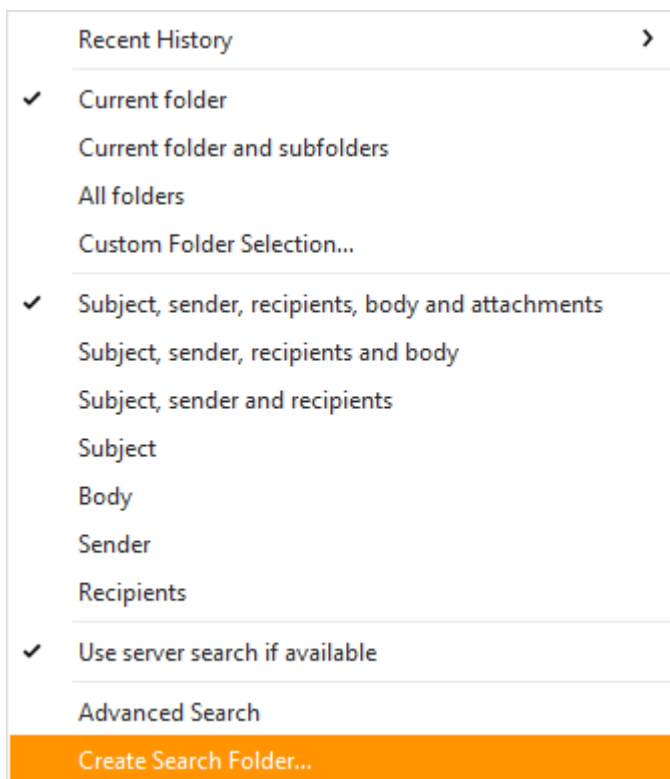 Recent History
Current folder
Current folder and subfolders
All folders
Custom Folder Selection...
Subject, sender, recipients, body and attachments
Subject, sender, recipients and body
Subject, sender and recipients
Subject
Body
Sender
Recipients
Use server search if available
Advanced Search
Create Search Folder...